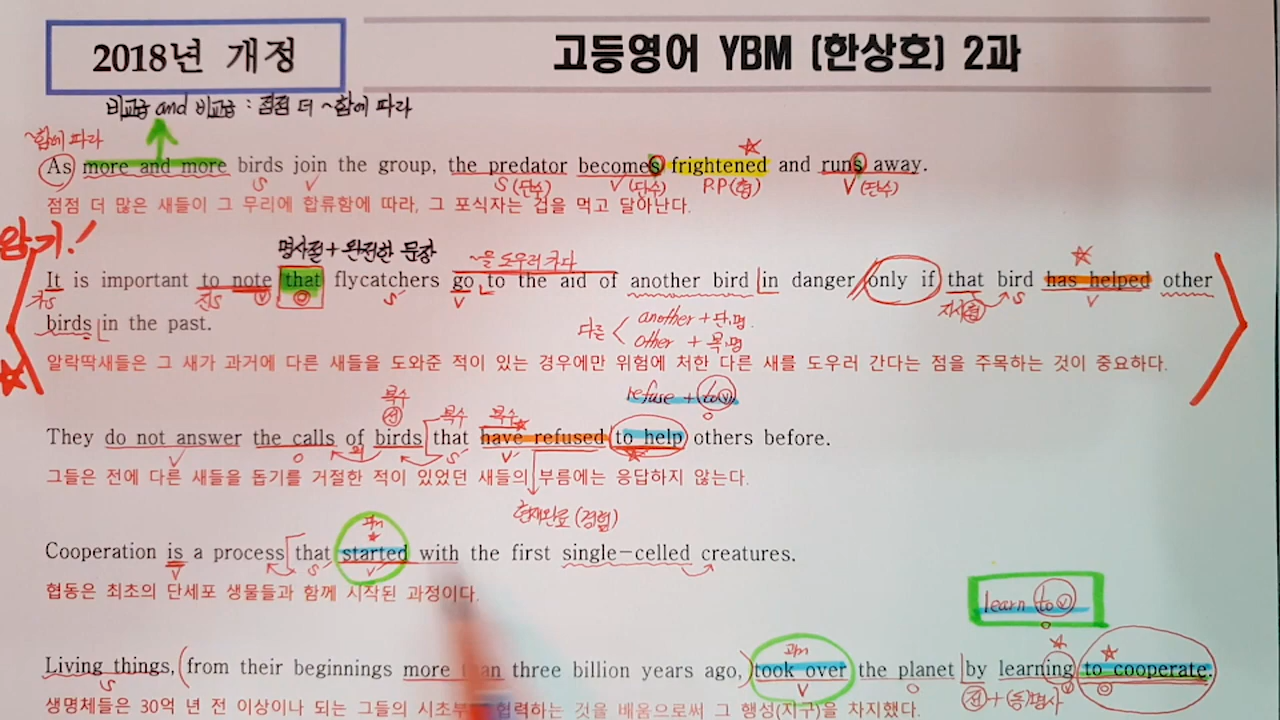 2018년 개정
고등영어 YBM (한상호) 2과
비교급 and 비교급 : 점점 더 ~함에 따라
~함에 따라
As more and more birds join the group, the predator becomes frightened and runs away.
S V S (단수) V (단수) P.P (형) V (단수)
점점 더 많은 새들이 그 무리에 합류함에 따라, 그 포식자는 겁을 먹고 달아난다.
암기!
명사절 + 완전한 문장
~을 도우러 가다
It is important to note that flycatchers go to the aid of another bird in danger only if that bird has helped other
가S 진S V O S' V S V
birds in the past.
다른 another + 단,명
other + 복,명
알락딱새들은 그 새가 과거에 다른 새들을 도와준 적이 있는 경우에만 위험에 처한 다른 새를 도우러 간다는 점을 주목하는 것이 중요하다.
refuse + to V
O
복수 복수 복수
선
They do not answer the calls of birds that have refused to help others before.
V O S' V'
그들은 전에 다른 새들을 돕기를 거절한 적이 있었던 새들의 부름에는 응답하지 않는다.
현재완료 (경험)
과거
Cooperation is a process that started with the first single-celled creatures.
V S' V'
협동은 최초의 단세포 생물들과 함께 시작된 과정이다.
learn to V
O
과거
Living things, from their beginnings more than three billion years ago, took over the planet by learning to cooperate.
S V O 전 + (동)명사 V O
생명체들은 30억 년 전 이상이나 되는 그들의 시초부 협력하는 것을 배움으로써 그 행성(지구)을 차지했다.